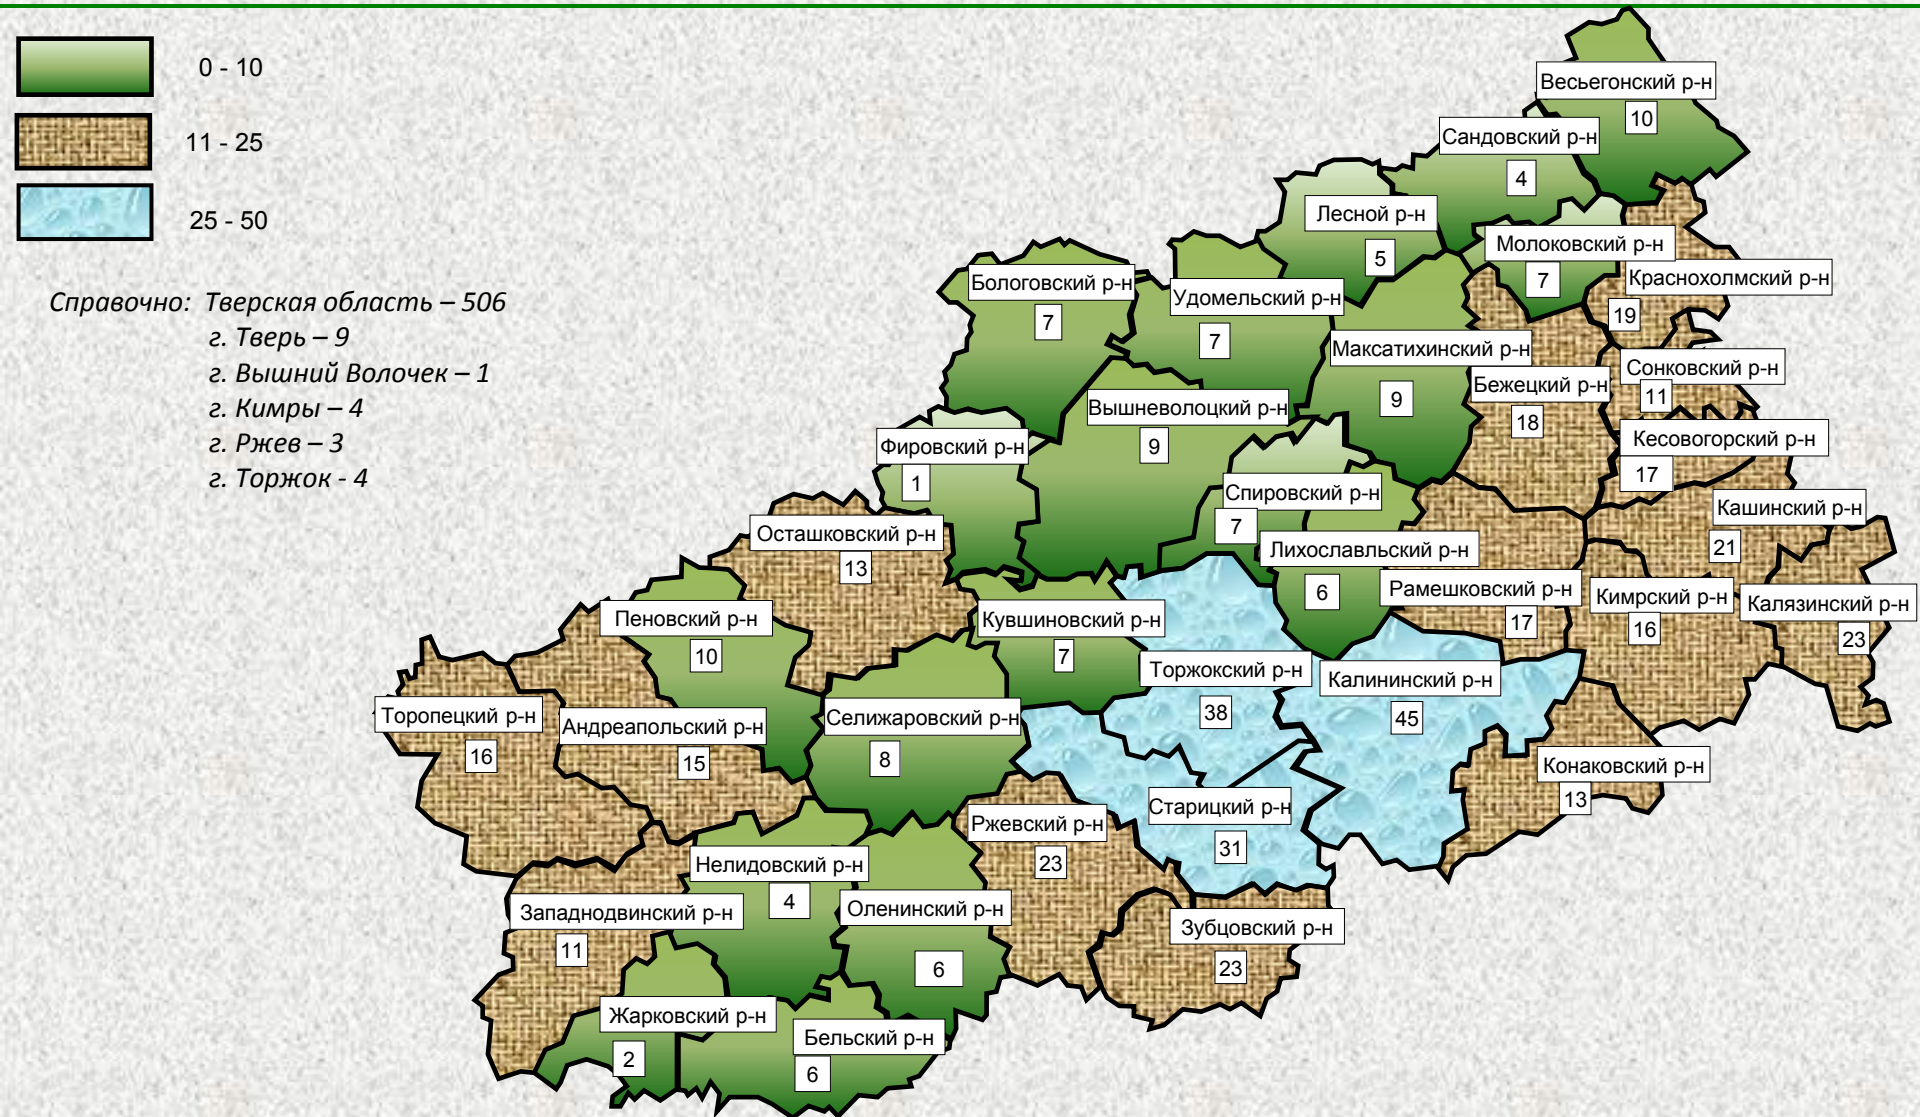 0 - 10
11 - 25
25 - 50
Справочно: Тверская область – 506
г. Тверь – 9
г. Вышний Волочек – 1
г. Кимры – 4
г. Ржев – 3
г. Торжок - 4
Весьегонский р-н
10
Сандовский р-н
4
Лесной р-н
5
Молоковский р-н
7
Краснохолмский р-н
19
Бологовский р-н
7
Удомельский р-н
7
Максатихинский р-н
9
Бежецкий р-н
18
Сонковский р-н
11
Вышневолоцкий р-н
9
Кесовогорский р-н
17
Фировский р-н
1
Спировский р-н
7
Кашинский р-н
21
Осташковский р-н
13
Лихославльский р-н
6
Рамешковский р-н
17
Кимрский р-н
16
Калязинский р-н
23
Пеновский р-н
10
Кувшиновский р-н
7
Торжокский р-н
38
Калининский р-н
45
Торопецкий р-н
16
Андреапольский р-н
15
Селижаровский р-н
8
Конаковский р-н
13
Старицкий р-н
31
Ржевский р-н
23
Нелидовский р-н
4
Оленинский р-н
6
Западнодвинский р-н
11
Зубцовский р-н
23
Жарковский р-н
2
Бельский р-н
6